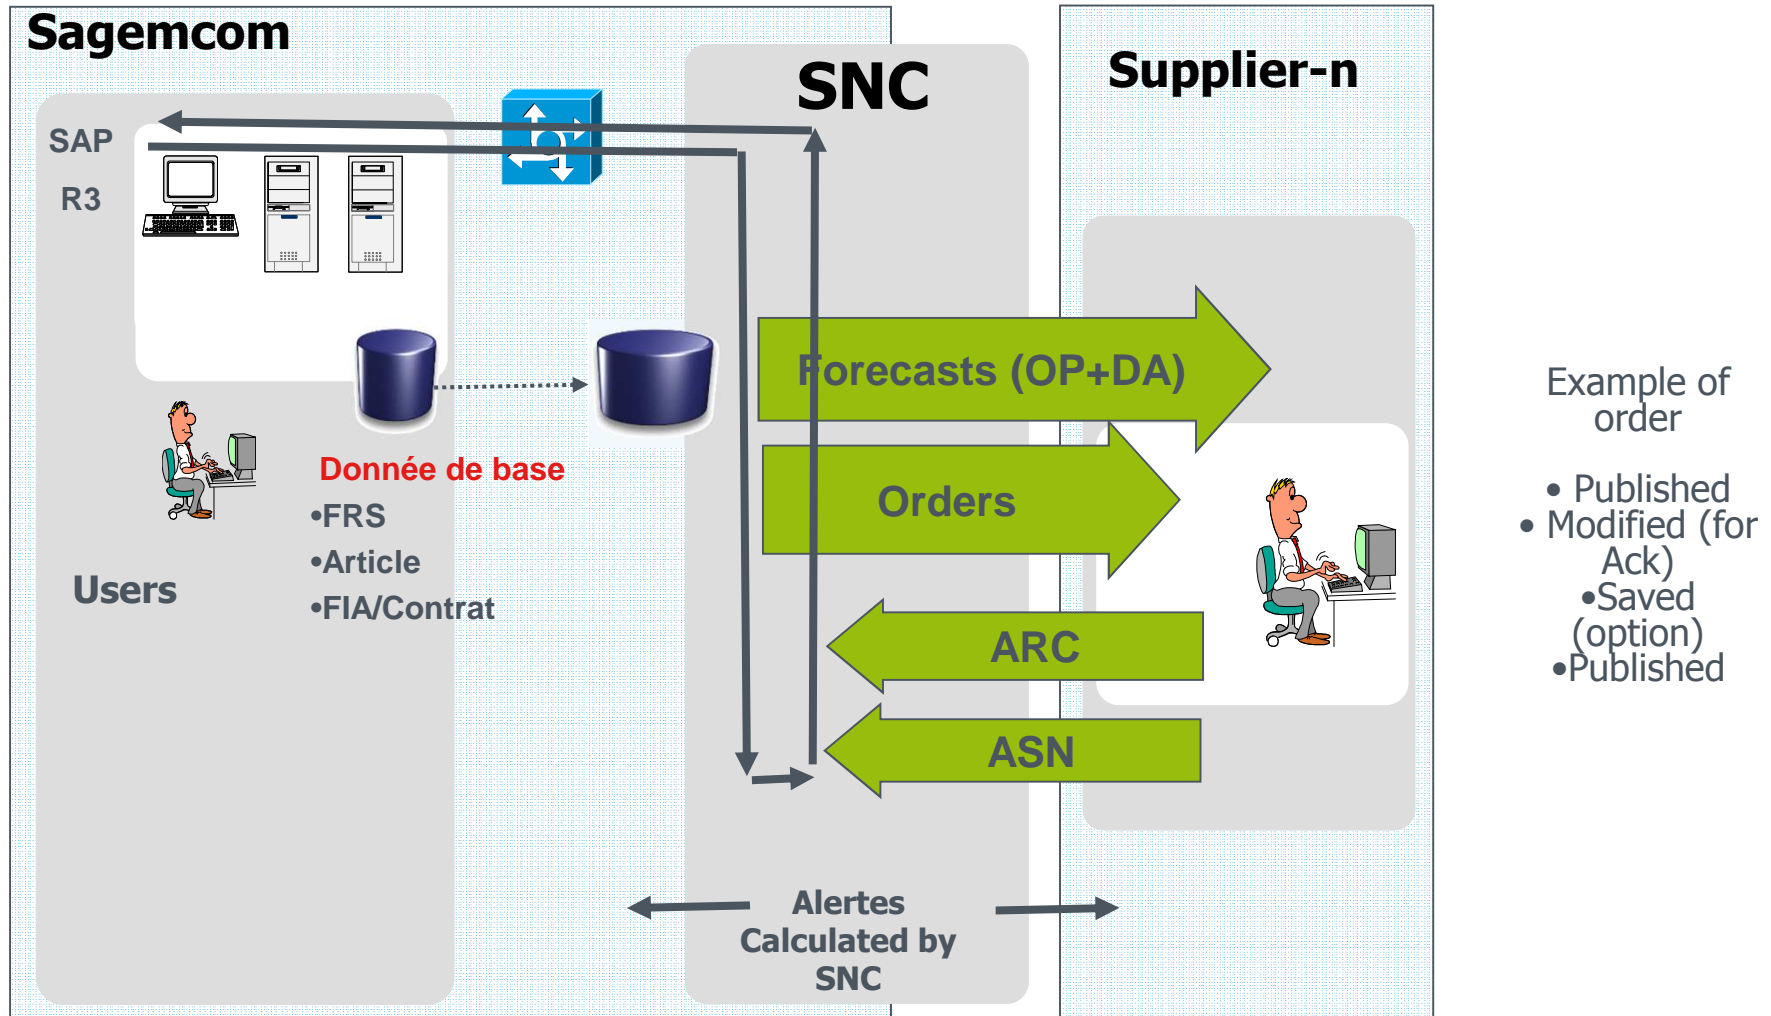 Sagemcom
SNC
Supplier-n
SAP
R3
Forecasts (OP+DA)
Orders
ARC
ASN
Donnée de base
•FRS
•Article
•FIA/Contrat
Users
Alertes
Calculated by
SNC
Example of
order
• Published
• Modified (for
Ack)
•Saved
(option)
•Published